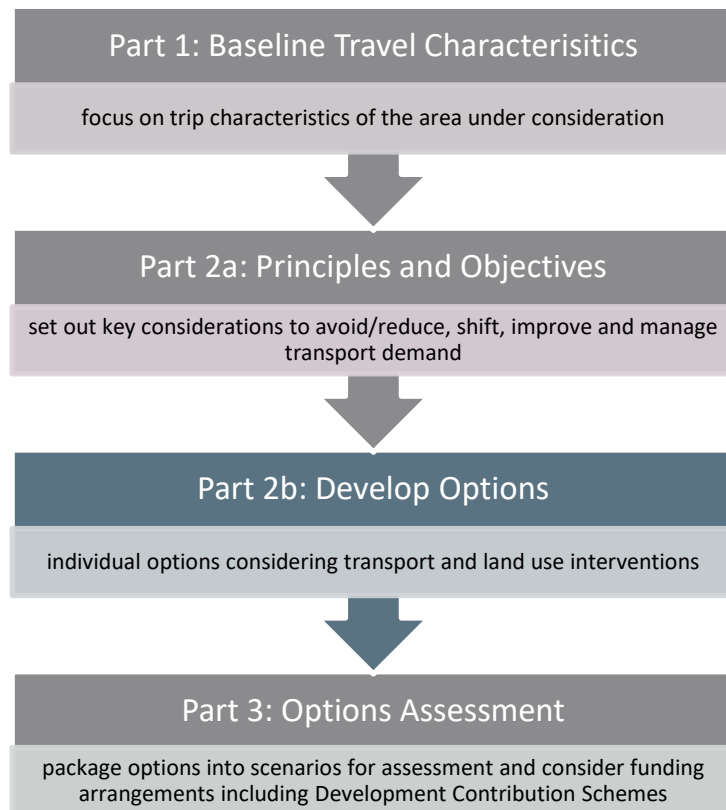 Part 1: Baseline Travel Characterisitics
focus on trip characteristics of the area under consideration
Part 2a: Principles and Objectives
set out key considerations to avoid/reduce, shift, improve and manage
transport demand
Part 2b: Develop Options
individual options considering transport and land use interventions
Part 3: Options Assessment
package options into scenarios for assessment and consider funding
arrangements including Development Contribution Schemes